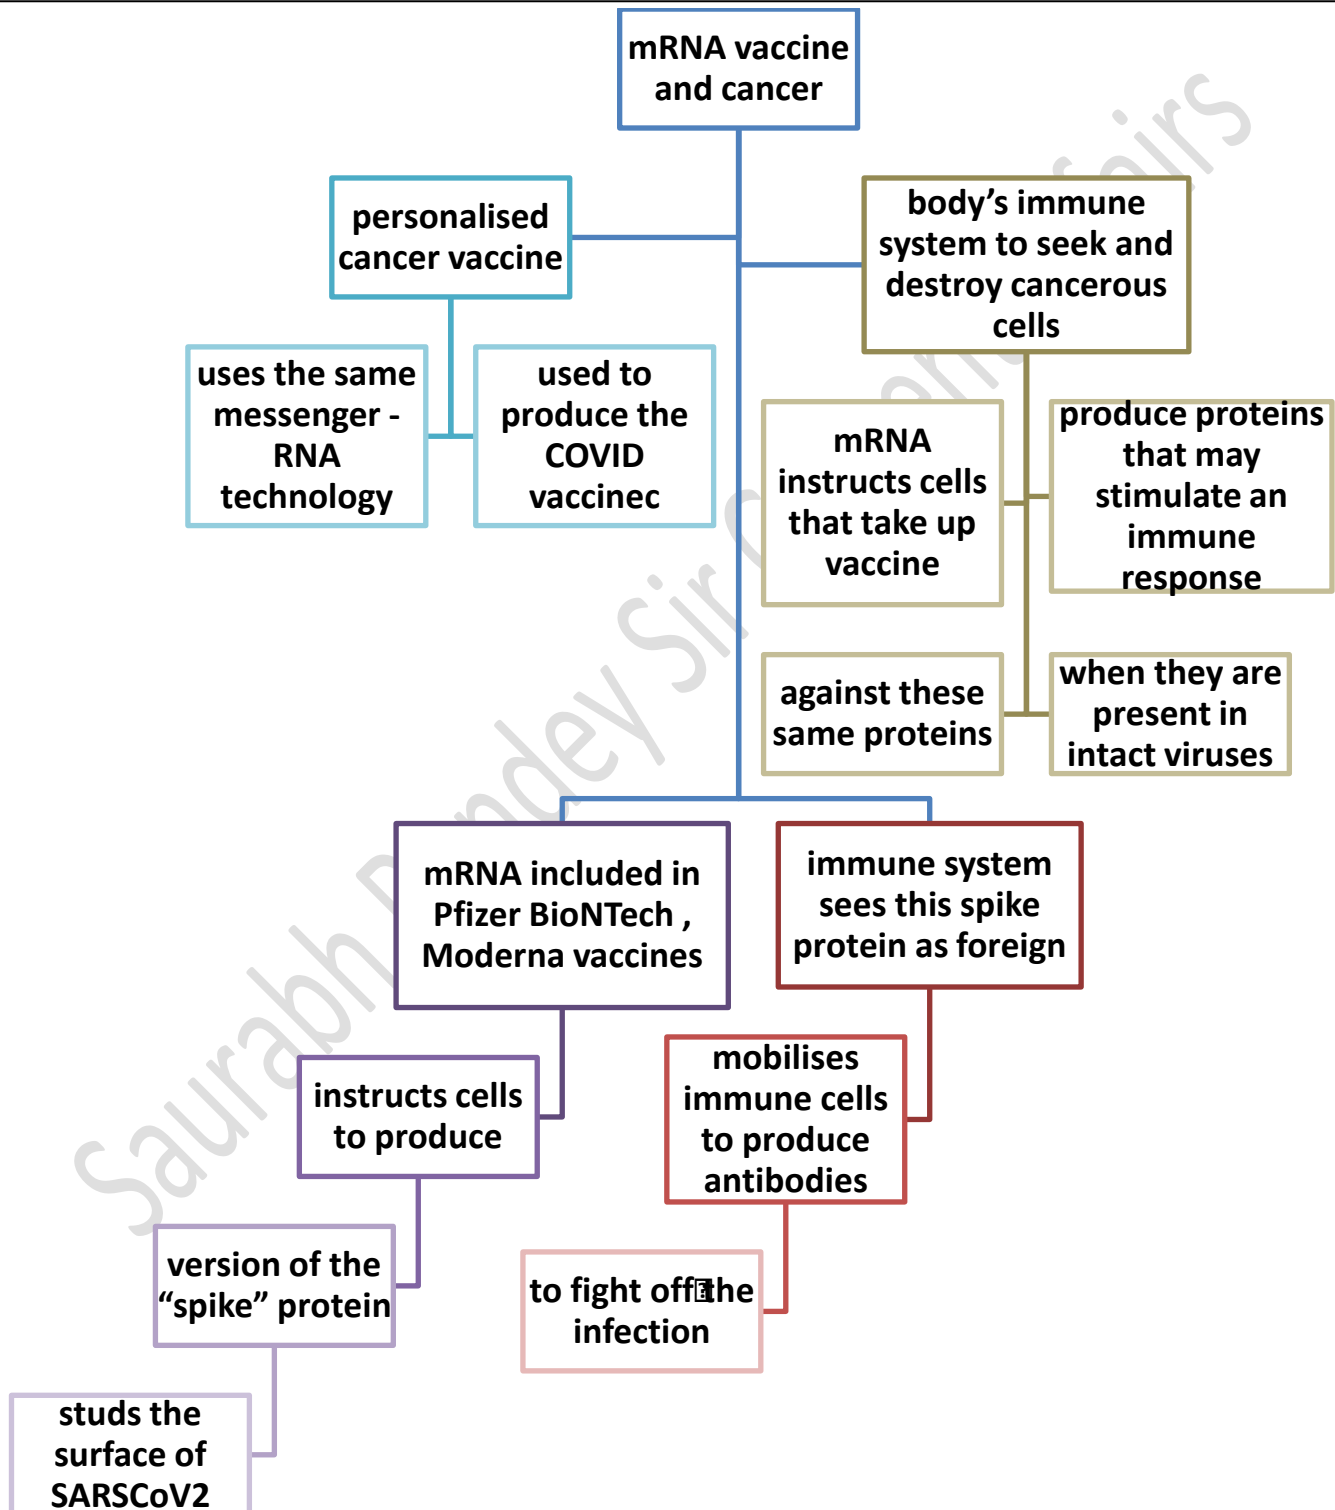 mRNA vaccine
and cancer
personalised
cancer vaccine
body’s immune
system to seek and
destroy cancerous
cells
uses the same
messenger -
RNA
technology
used to
produce the
COVID
vaccinec
mRNA
instructs cells
that take up
vaccine
produce proteins
that may
stimulate an
immune
response
against these
same proteins
when they are
present in
intact viruses
mRNA included in
Pfizer BioNTech ,
Moderna vaccines
immune system
sees this spike
protein as foreign
instructs cells
to produce
mobilises
immune cells
to produce
antibodies
version of the
“spike” protein
to fight off the
infection
studs the
surface of
SARSCoV2
Saurabh Pandey Sir